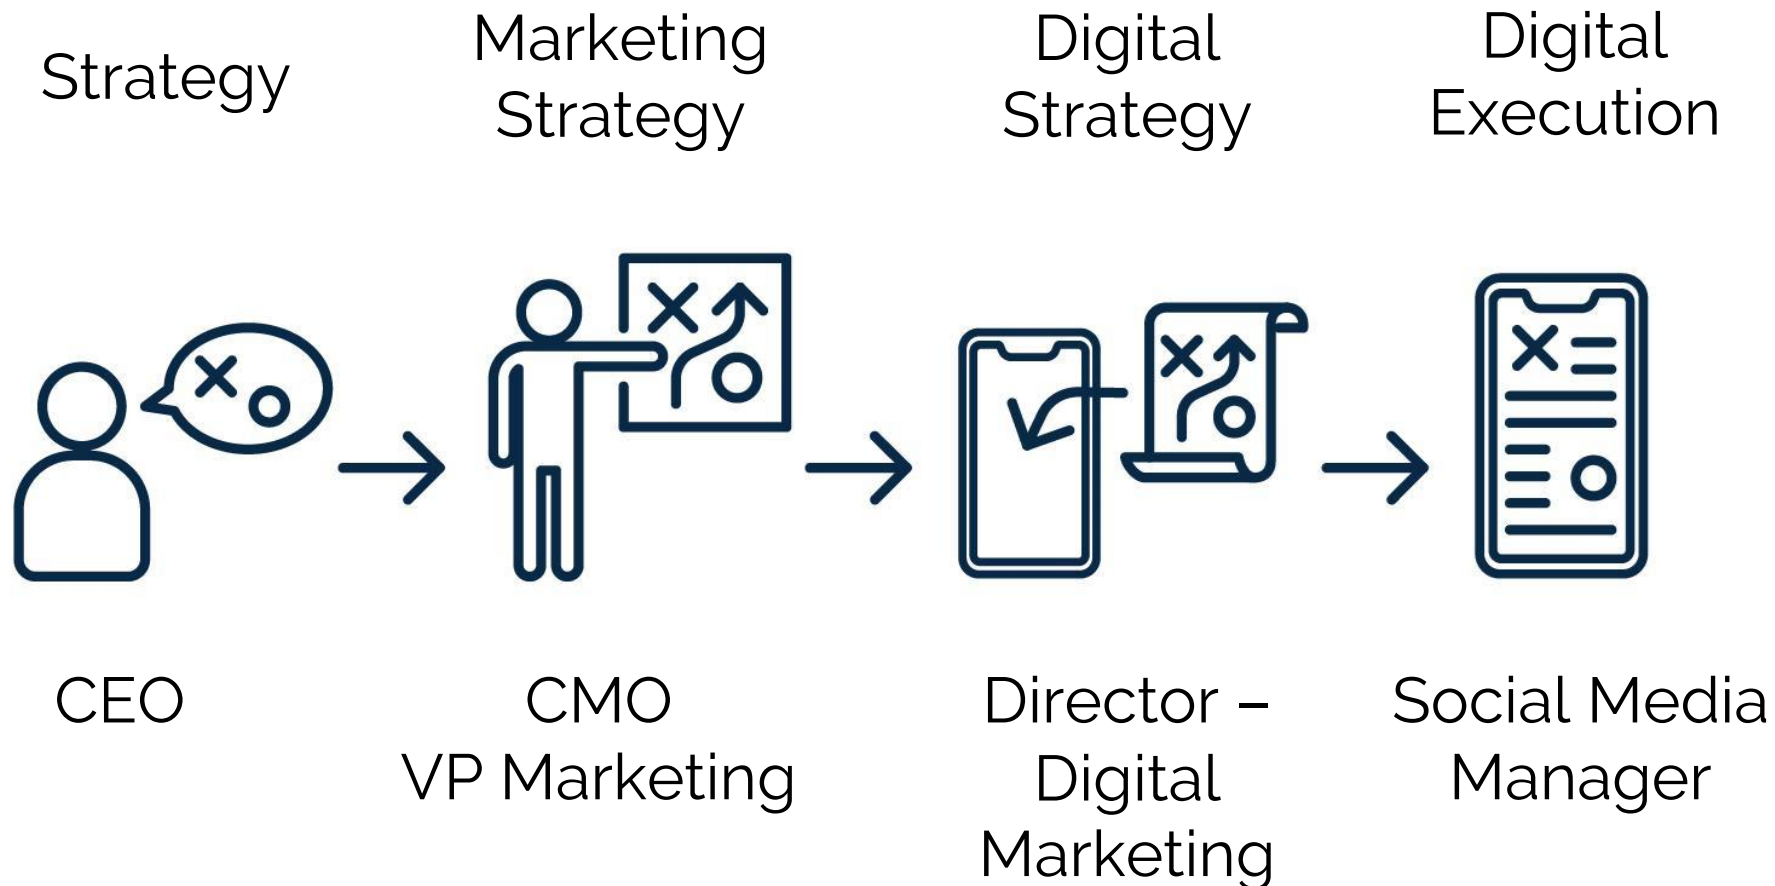 Strategy
Marketing
Strategy
Digital
Strategy
Digital
Execution
CEO
CMO
VP Marketing
Director –
Digital
Marketing
Social Media
Manager